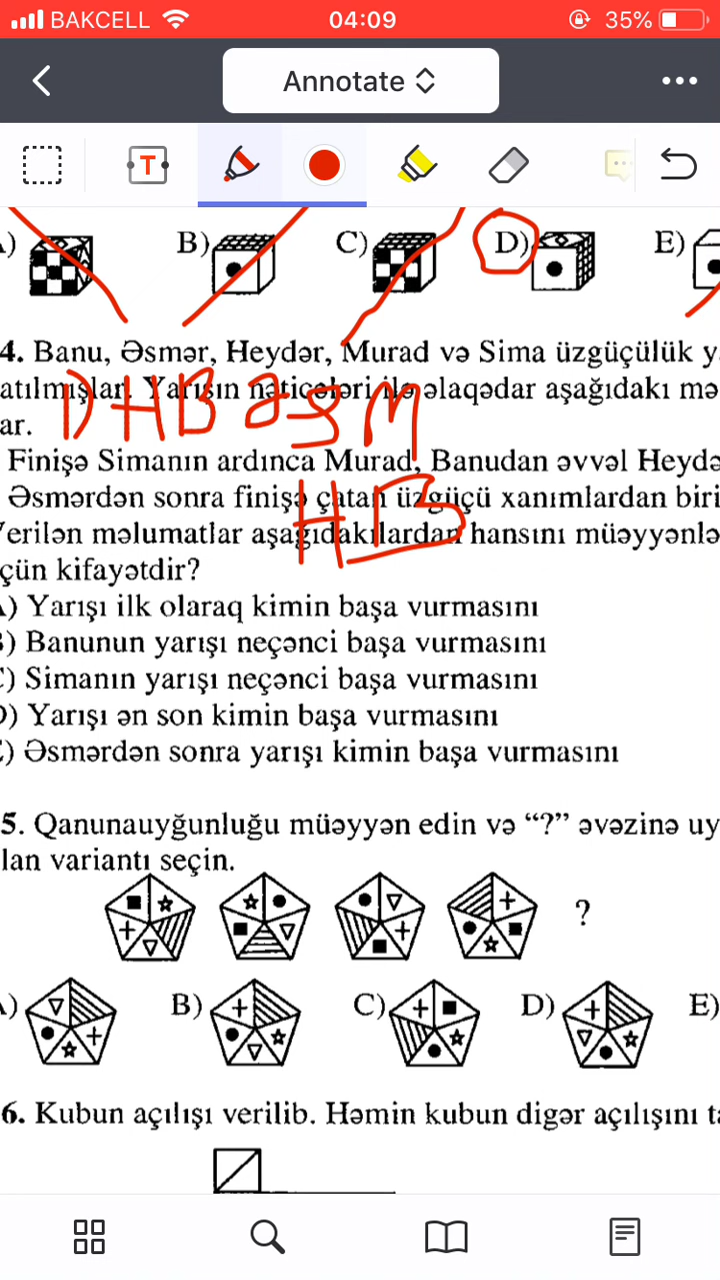 BAKCELL 04:09 35%
Annotate
T
B) C) D) E)
4. Banu, Əsmər, Heydər, Murad və Sima üzgüçülük y
atılmışlar. Yarışın nəticələri ilə əlaqədar aşağıdakı mə
DHBƏSM
ar.
Finişə Simanın ardınca Murad, Banudan əvvəl Heydə
Əsmərdən sonra finişə çatan üzgüçü xanımlardan biri
HB
erilən məlumatlar aşağıdakılardan hansını müəyyənlə
çün kifayətdir?
) Yarışı ilk olaraq kimin başa vurmasını
) Banunun yarışı neçənci başa vurmasını
) Simanın yarışı neçənci başa vurmasını
) Yarışı ən son kimin başa vurmasını
) Əsmərdən sonra yarışı kimin başa vurmasını
5. Qanunauyğunluğu müəyyən edin və “?” əvəzinə uy
lan variantı seçin.
?
) B) C) D) E)
6. Kubun açılışı verilib. Həmin kubun digər açılışını ta